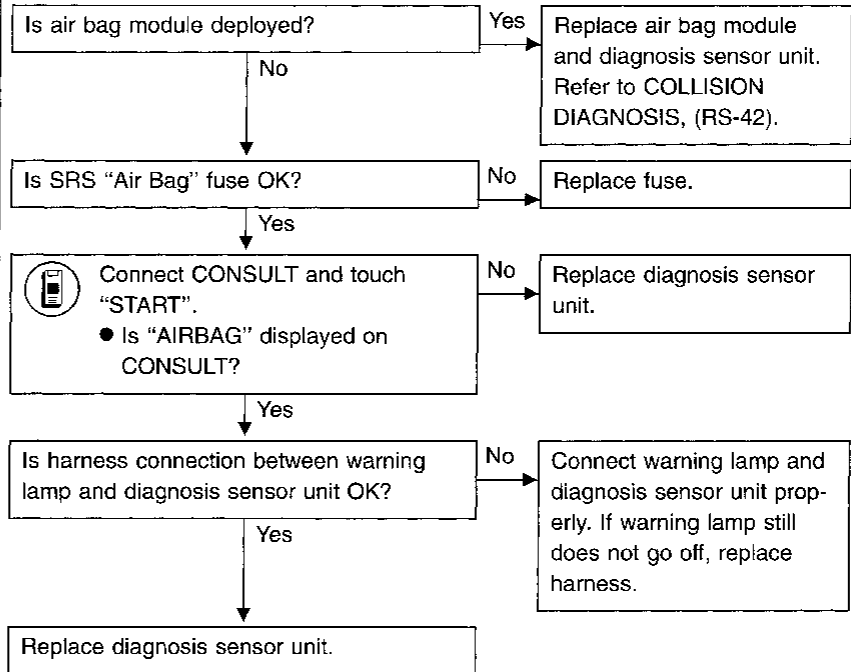 Is air bag module deployed?
Yes
Replace air bag module
and diagnosis sensor unit.
Refer to COLLISION
DIAGNOSIS, (RS-42).
No
Is SRS “Air Bag” fuse OK?
No
Replace fuse.
Yes
Connect CONSULT and touch
“START”.
● Is “AIRBAG” displayed on
CONSULT?
No
Replace diagnosis sensor
unit.
Yes
Is harness connection between warning
lamp and diagnosis sensor unit OK?
No
Connect warning lamp and
diagnosis sensor unit prop-
erly. If warning lamp still
does not go off, replace
harness.
Yes
Replace diagnosis sensor unit.